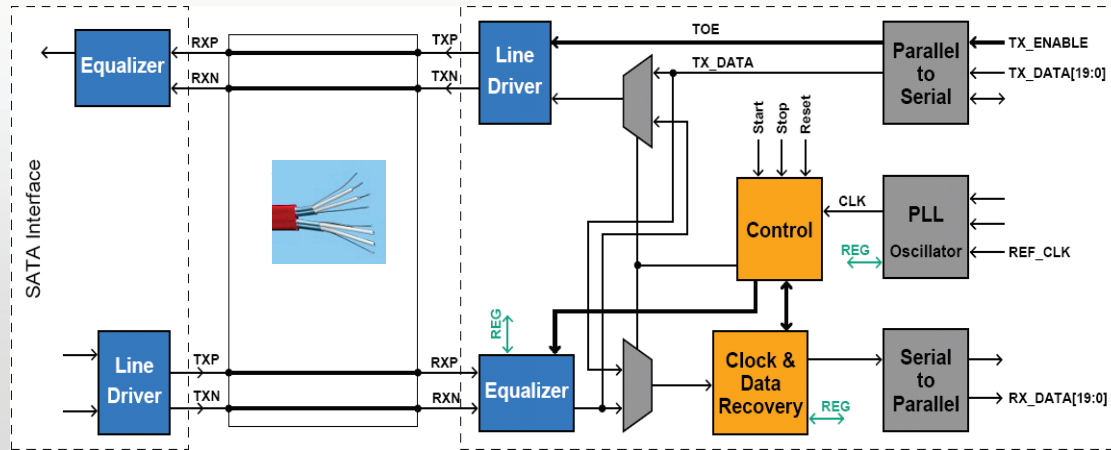 SATA Interface
Equalizer
RXP
RXN
TXP
TXN
Line
Driver
TOE
TX_DATA
Parallel
to
Serial
TX_ENABLE
TX_DATA[19:0]
Start
Stop
Reset
Control
CLK
PLL
Oscillator
REG
REF_CLK
Line
Driver
TXP
TXN
RXP
RXN
REG
Equalizer
Clock &
Data
Recovery
REG
Serial
to
Parallel
RX_DATA[19:0]